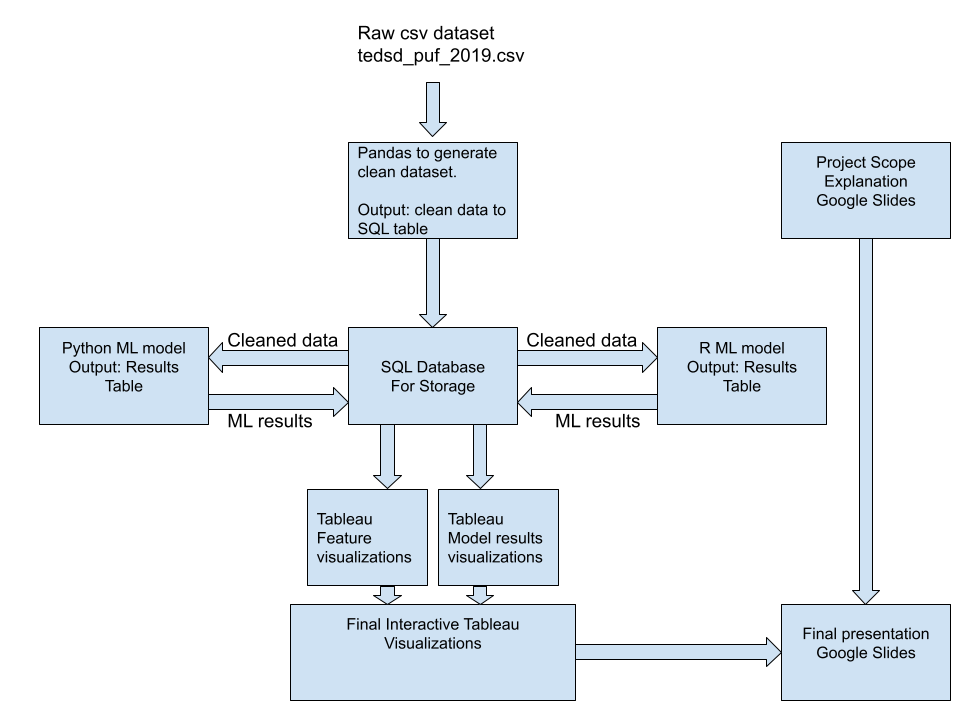 Raw csv dataset
tedsd_puf_2019.csv
Pandas to generate
clean dataset.
Output: clean data to
SQL table
Project Scope
Explanation
Google Slides
Python ML model
Output: Results
Table
Cleaned data
ML results
SQL Database
For Storage
Cleaned data
ML results
R ML model
Output: Results
Table
Tableau
Feature
visualizations
Tableau
Model results
visualizations
Final Interactive Tableau
Visualizations
Final presentation
Google Slides